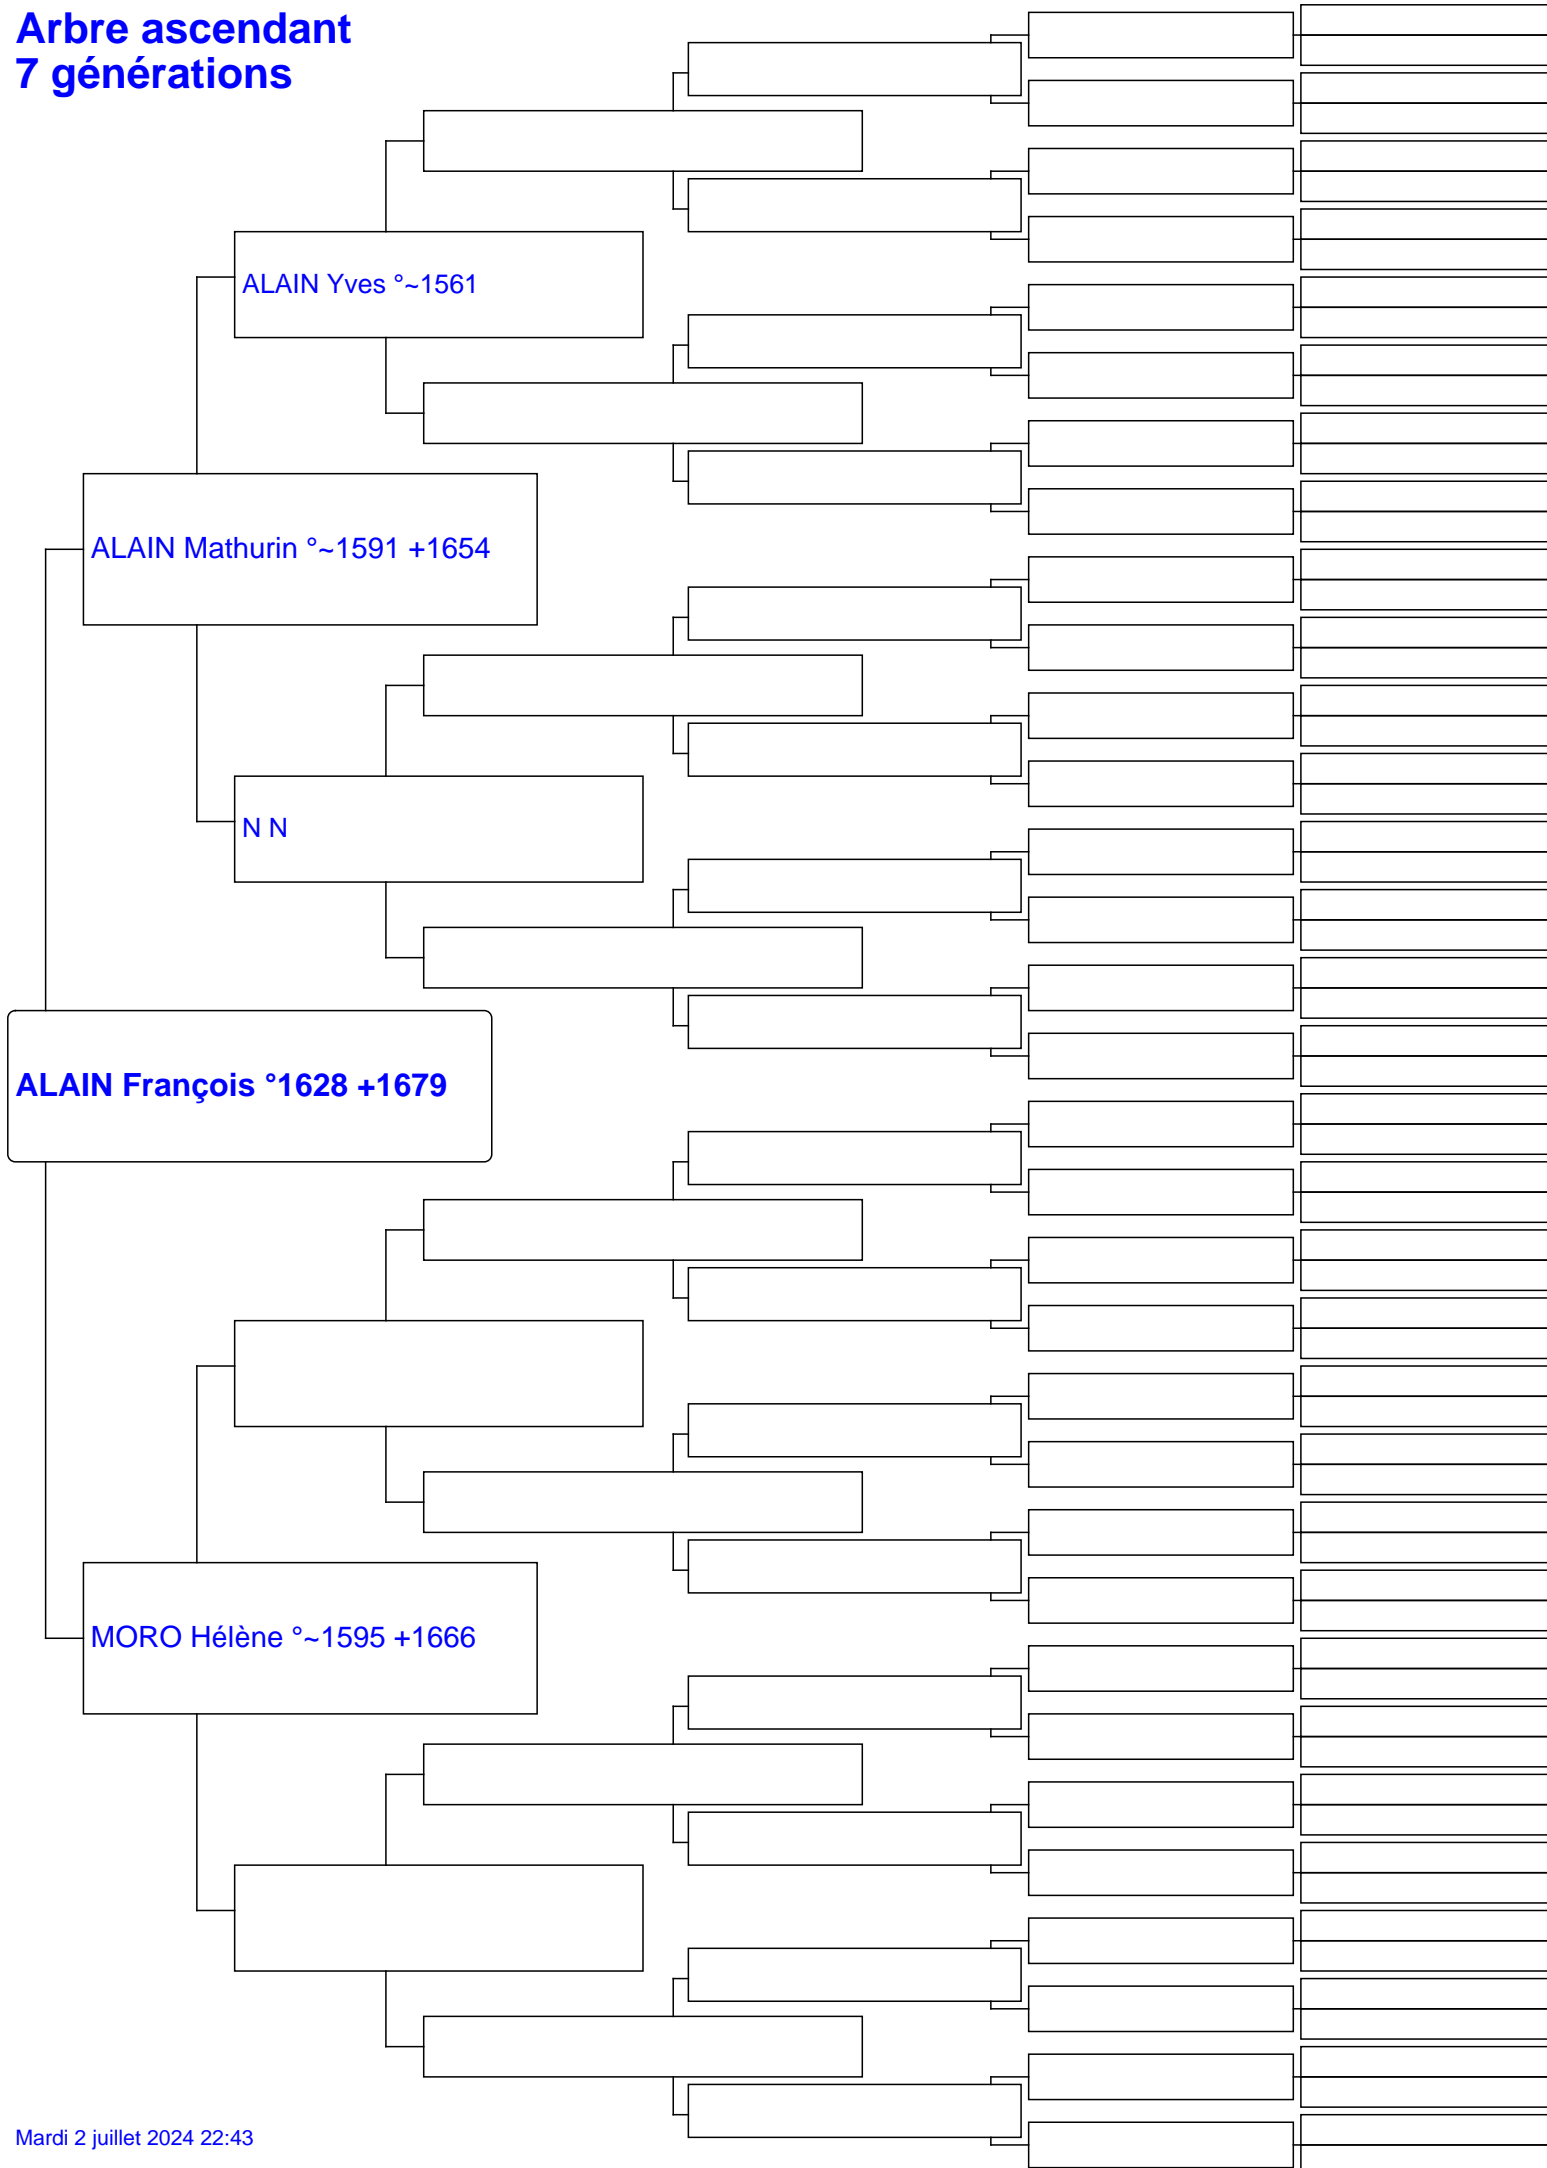 Arbre ascendant
7 générations
ALAIN Yves °~1561
ALAIN Mathurin °~1591 +1654
N N
ALAIN François °1628 +1679
MORO Hélène °~1595 +1666
Mardi 2 juillet 2024 22:43